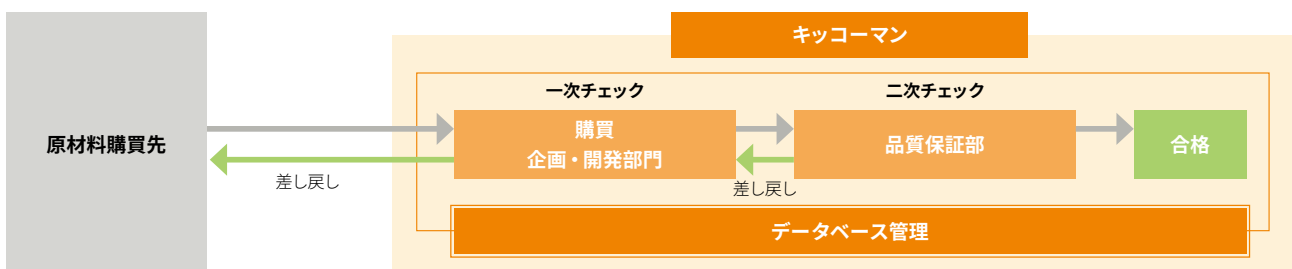 キッコーマン
一次チェック
二次チェック
原材料購買先
購買
企画・開発部門
品質保証部
合格
差し戻し
差し戻し
データベース管理